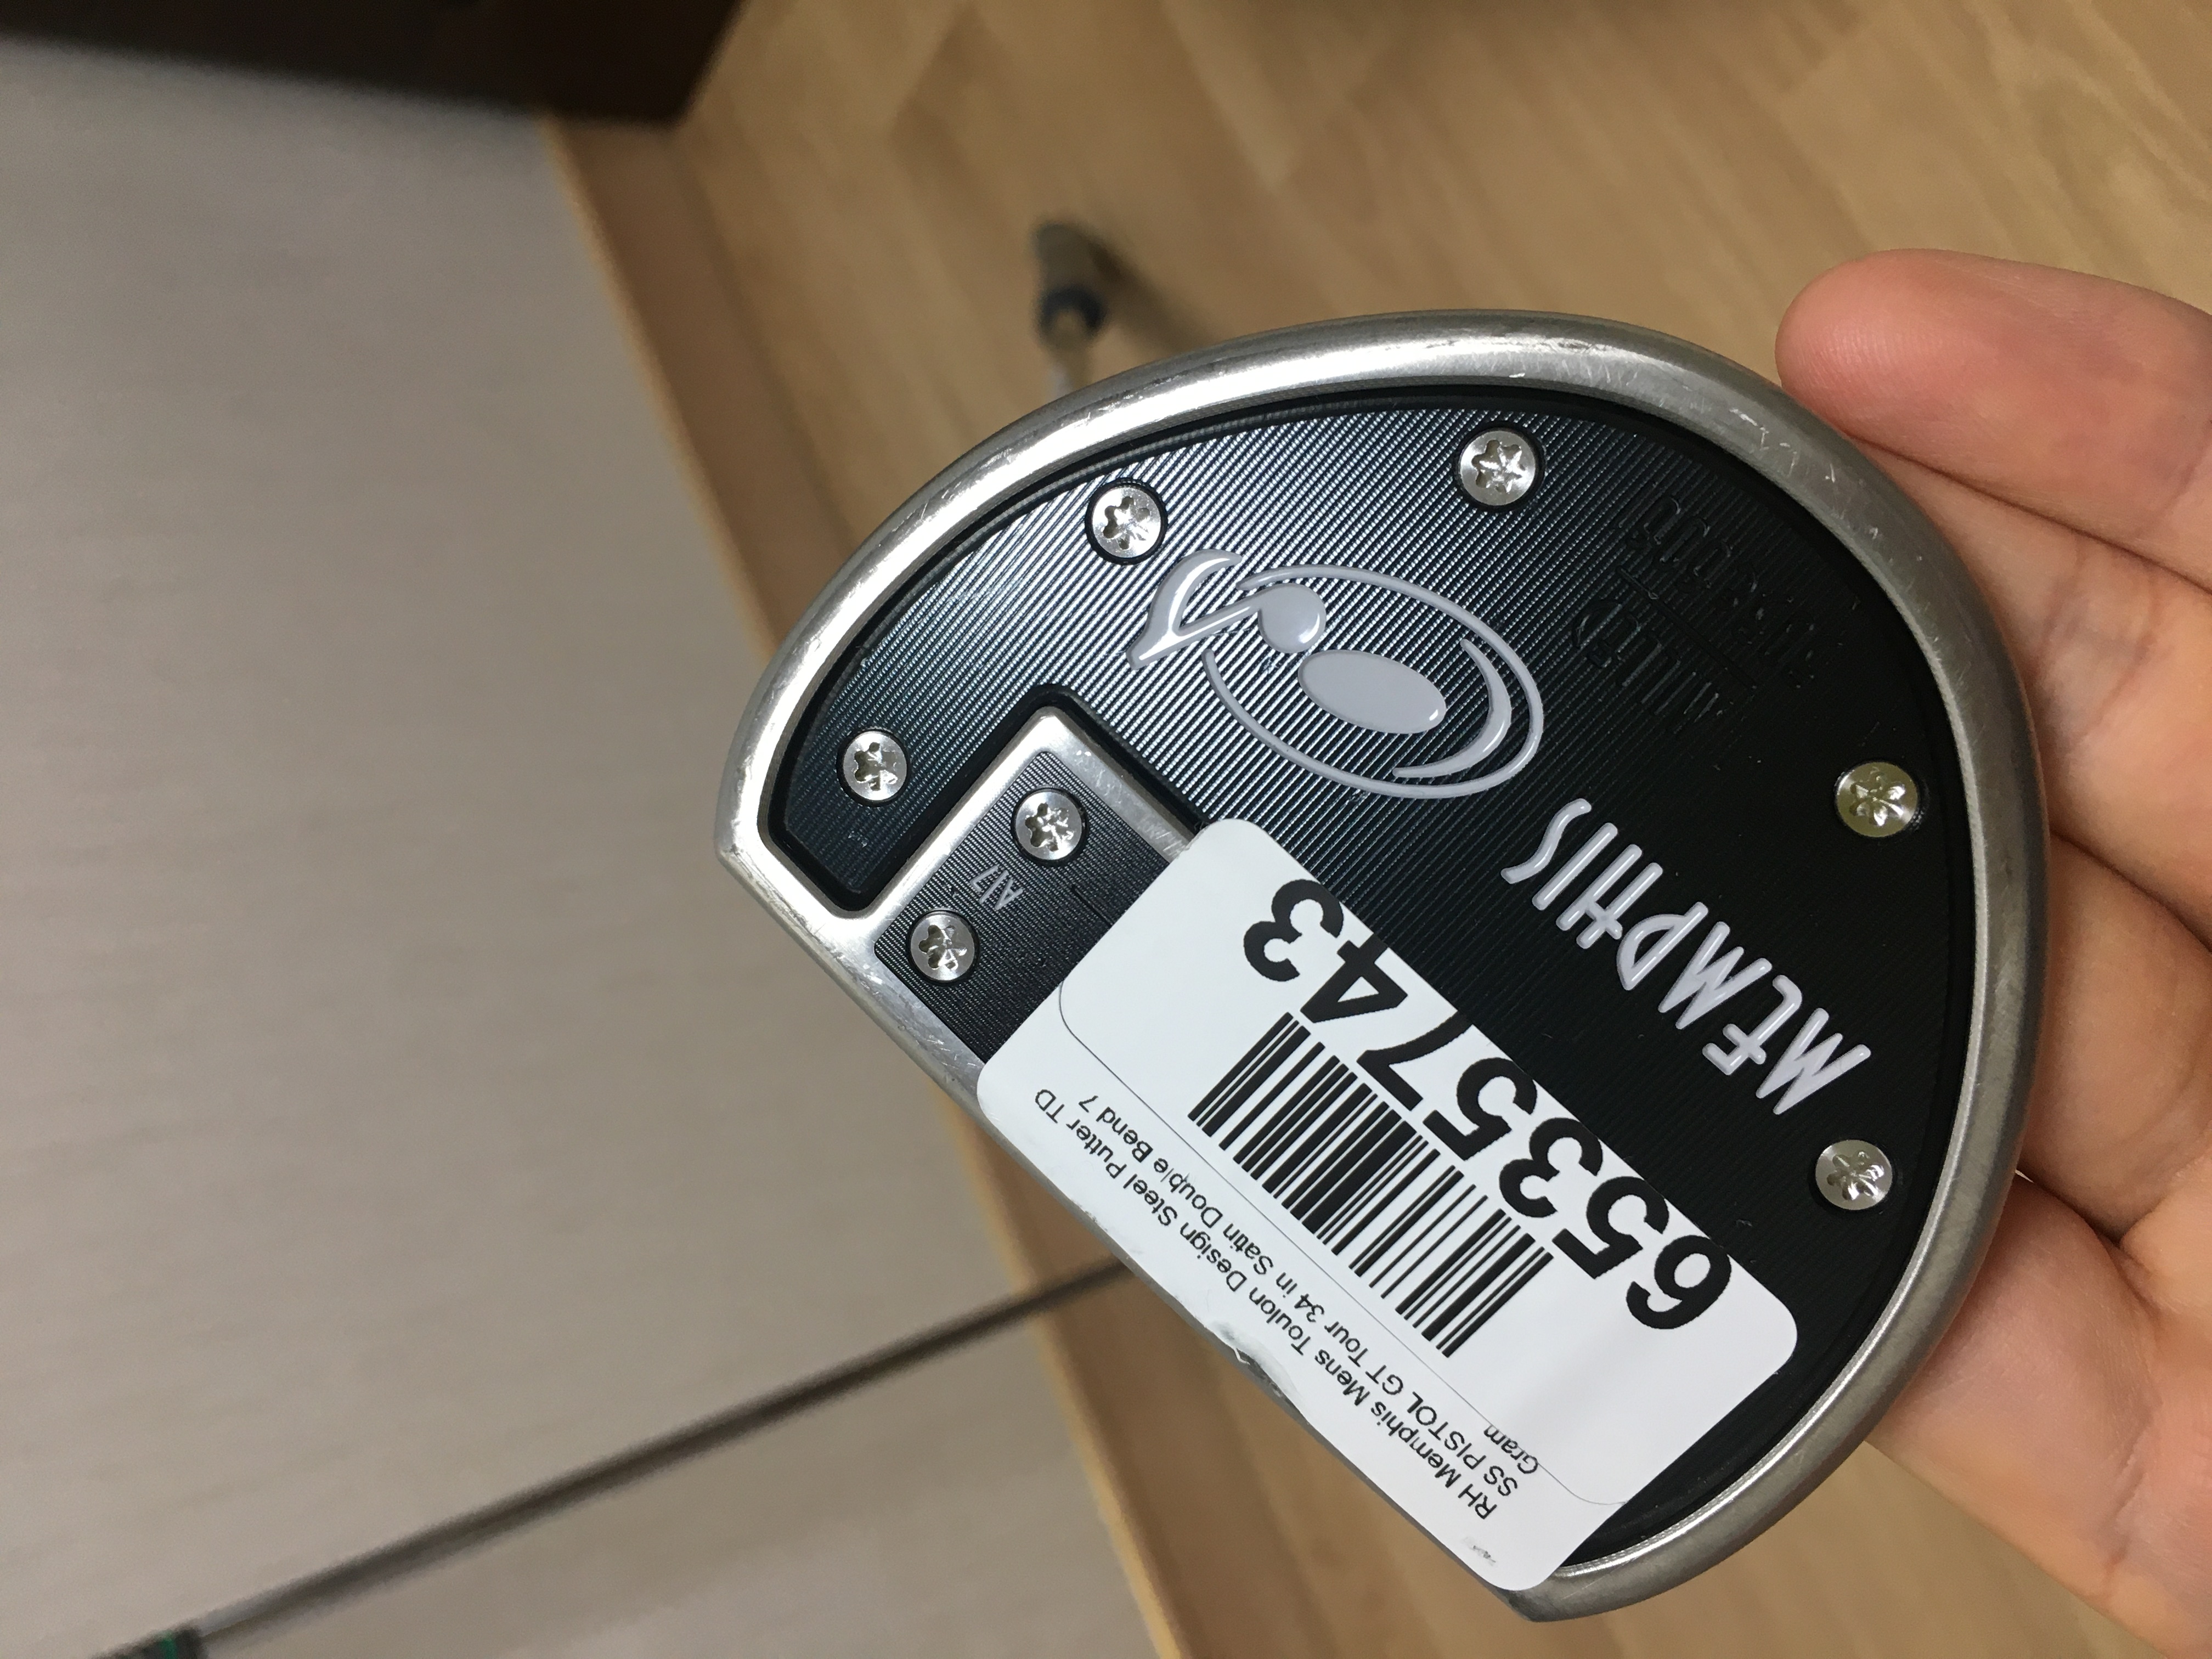 MEMPHIS
MILLED
6535743
RH Memphis Mens Toulon Design Steel Putter TD
SS PISTOL GT Tour 34 in Satin Double Bend 7
Gram